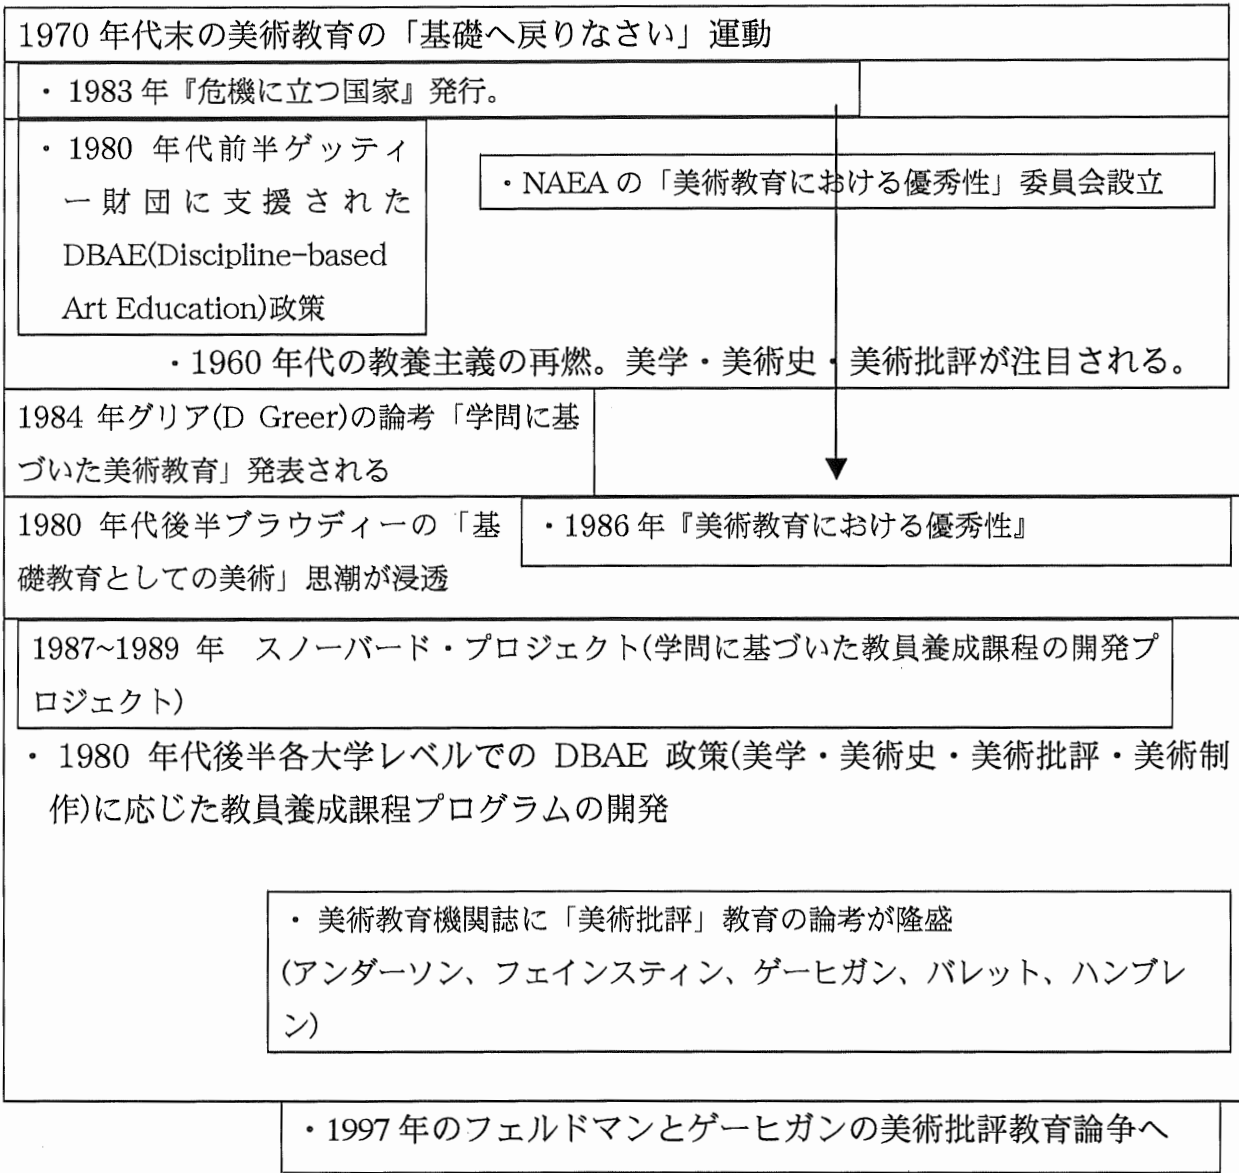 1970 年代末の美術教育の「基礎へ戻りなさい」運動
・ 1983 年『危機に立つ国家』発行。
・ 1980 年代前半ゲッティ
ー財団に支援された
DBAE(Discipline-based
Art Education)政策
・NAEA の「美術教育における優秀性」委員会設立
・1960 年代の教養主義の再燃。美学・美術史・美術批評が注目される。
1984 年グリア(D Greer)の論考「学問に基
づいた美術教育」発表される
1980 年代後半ブラウディーの「基
礎教育としての美術」思潮が浸透
・1986 年『美術教育における優秀性』
1987~1989 年　スノーバード・プロジェクト(学問に基づいた教員養成課程の開発プ
ロジェクト)
・ 1980 年代後半各大学レベルでの DBAE 政策(美学・美術史・美術批評・美術制
作)に応じた教員養成課程プログラムの開発
・ 美術教育機関誌に「美術批評」教育の論考が隆盛
(アンダーソン、フェインスティン、ゲーヒガン、バレット、ハンブレ
ン)
・1997 年のフェルドマンとゲーヒガンの美術批評教育論争へ